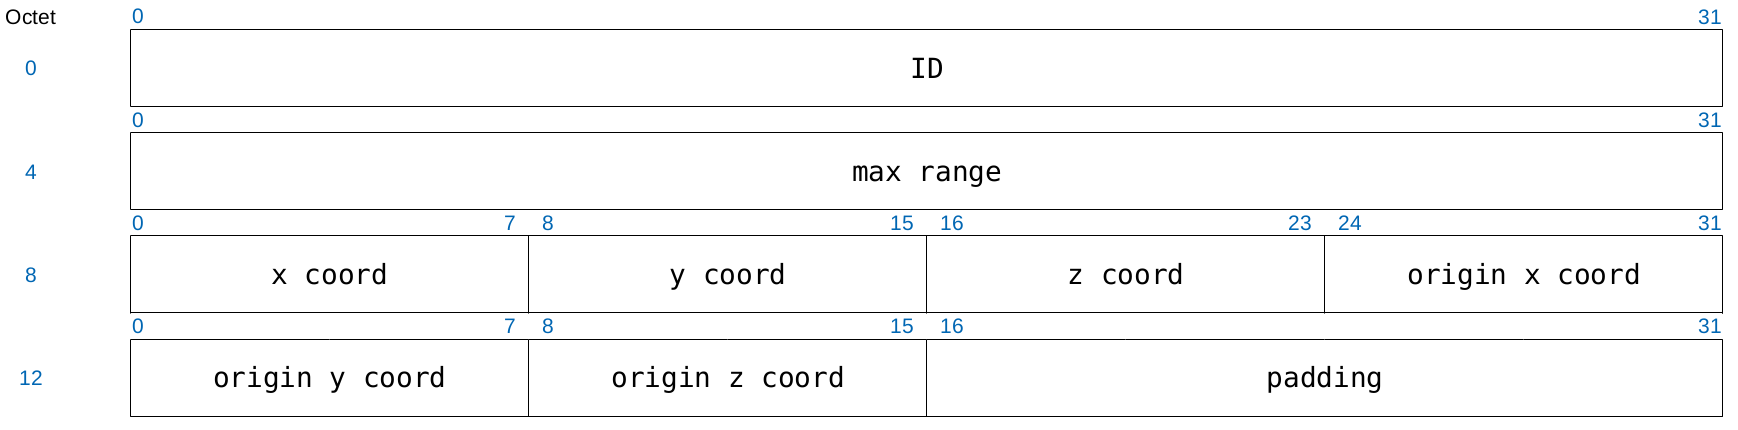 Octet 0 31
0 ID
0 31
4 max range
0 7 8 15 16 23 24 31
8 x coord y coord z coord origin x coord
0 7 8 15 16 31
12 origin y coord origin z coord padding